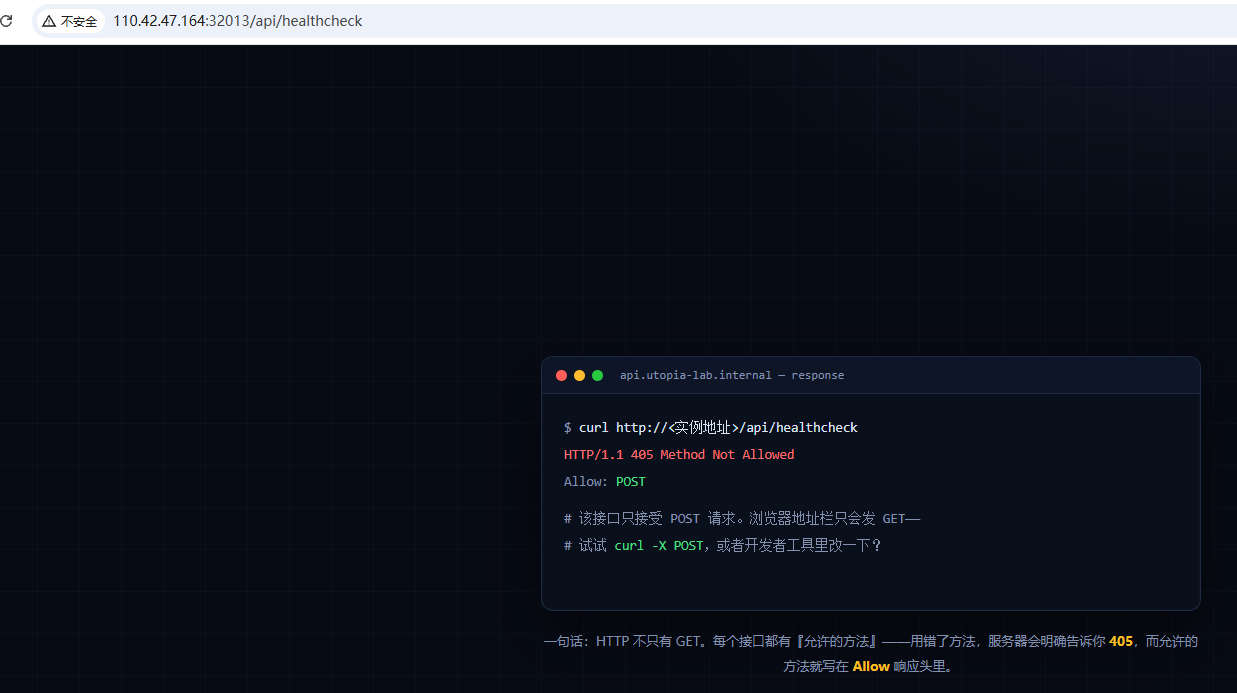 不安全 110.42.47.164:32013/api/healthcheck
api.utopia-lab.internal — response
$ curl http://<实例地址>/api/healthcheck
HTTP/1.1 405 Method Not Allowed
Allow: POST
# 该接口只接受 POST 请求。浏览器地址栏只会发 GET——
# 试试 curl -X POST，或者开发者工具里改一下？
一句话：HTTP 不只有 GET。每个接口都有『允许的方法』——用错了方法，服务器会明确告诉你 405，而允许的
方法就写在 Allow 响应头里。